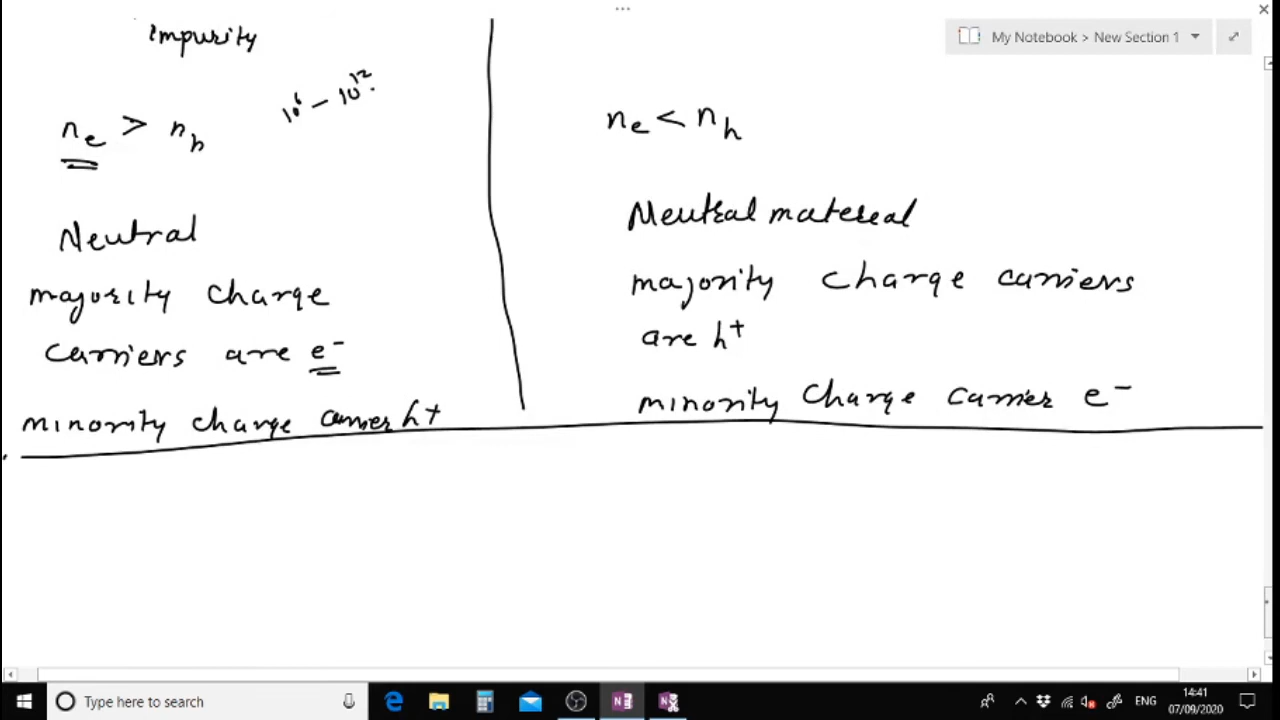 My Notebook > New Section 1
Impurity
10⁶ – 10¹².
nₑ > nₕ
Neutral
majority charge
carriers are e⁻
minority charge carrier h+
nₑ < nₕ
Neutral material
majority charge carriers
are h⁺
minority charge carrier e⁻
Type here to search
ENG
14:41
07/09/2020